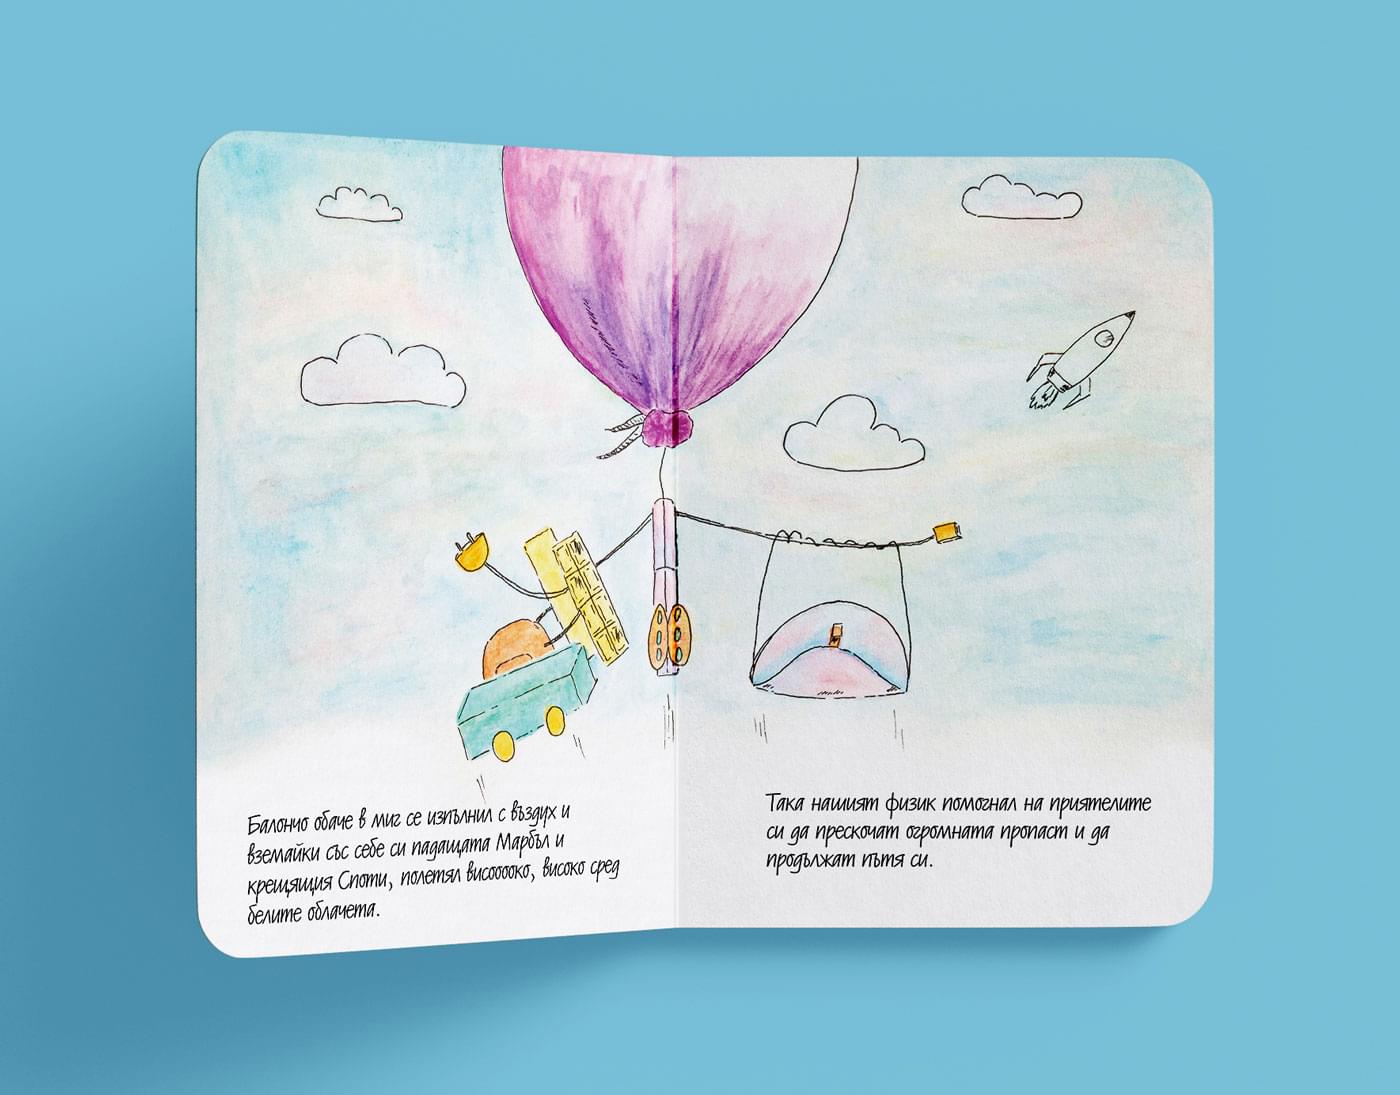 Балончо обаче в миг се изпълнил с въздух и
вземайки със себе си падащата Марбъл и
крещящия Споти, полетял висооооко, високо сред
белите облачета.
Така нашият физик помогнал на приятелите
си да прескочат огромната пропаст и да
продължат пътя си.